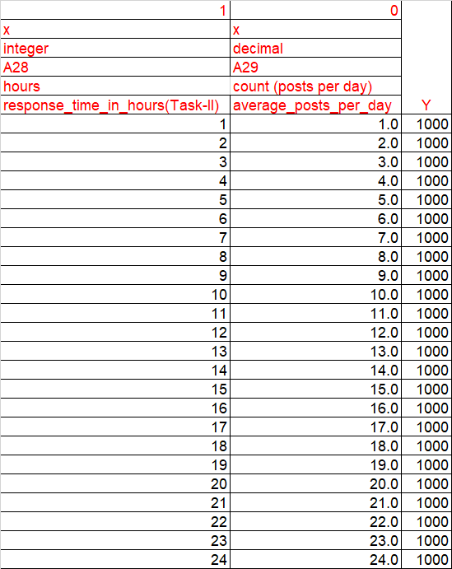 1 0
x x
integer decimal
A28 A29
hours count (posts per day)
response_time_in_hours(Task-II) average_posts_per_day Y
1 1.0 1000
2 2.0 1000
3 3.0 1000
4 4.0 1000
5 5.0 1000
6 6.0 1000
7 7.0 1000
8 8.0 1000
9 9.0 1000
10 10.0 1000
11 11.0 1000
12 12.0 1000
13 13.0 1000
14 14.0 1000
15 15.0 1000
16 16.0 1000
17 17.0 1000
18 18.0 1000
19 19.0 1000
20 20.0 1000
21 21.0 1000
22 22.0 1000
23 23.0 1000
24 24.0 1000